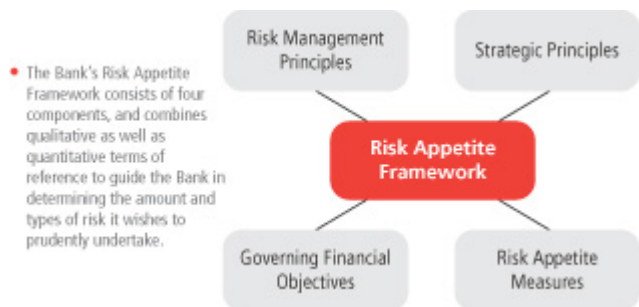 Risk Management
Principles
Strategic Principles
• The Bank's Risk Appetite
Framework consists of four
components, and combines
qualitative as well as
quantitative terms of
reference to guide the Bank in
determining the amount and
types of risk it wishes to
prudently undertake.
Risk Appetite
Framework
Governing Financial
Objectives
Risk Appetite
Measures